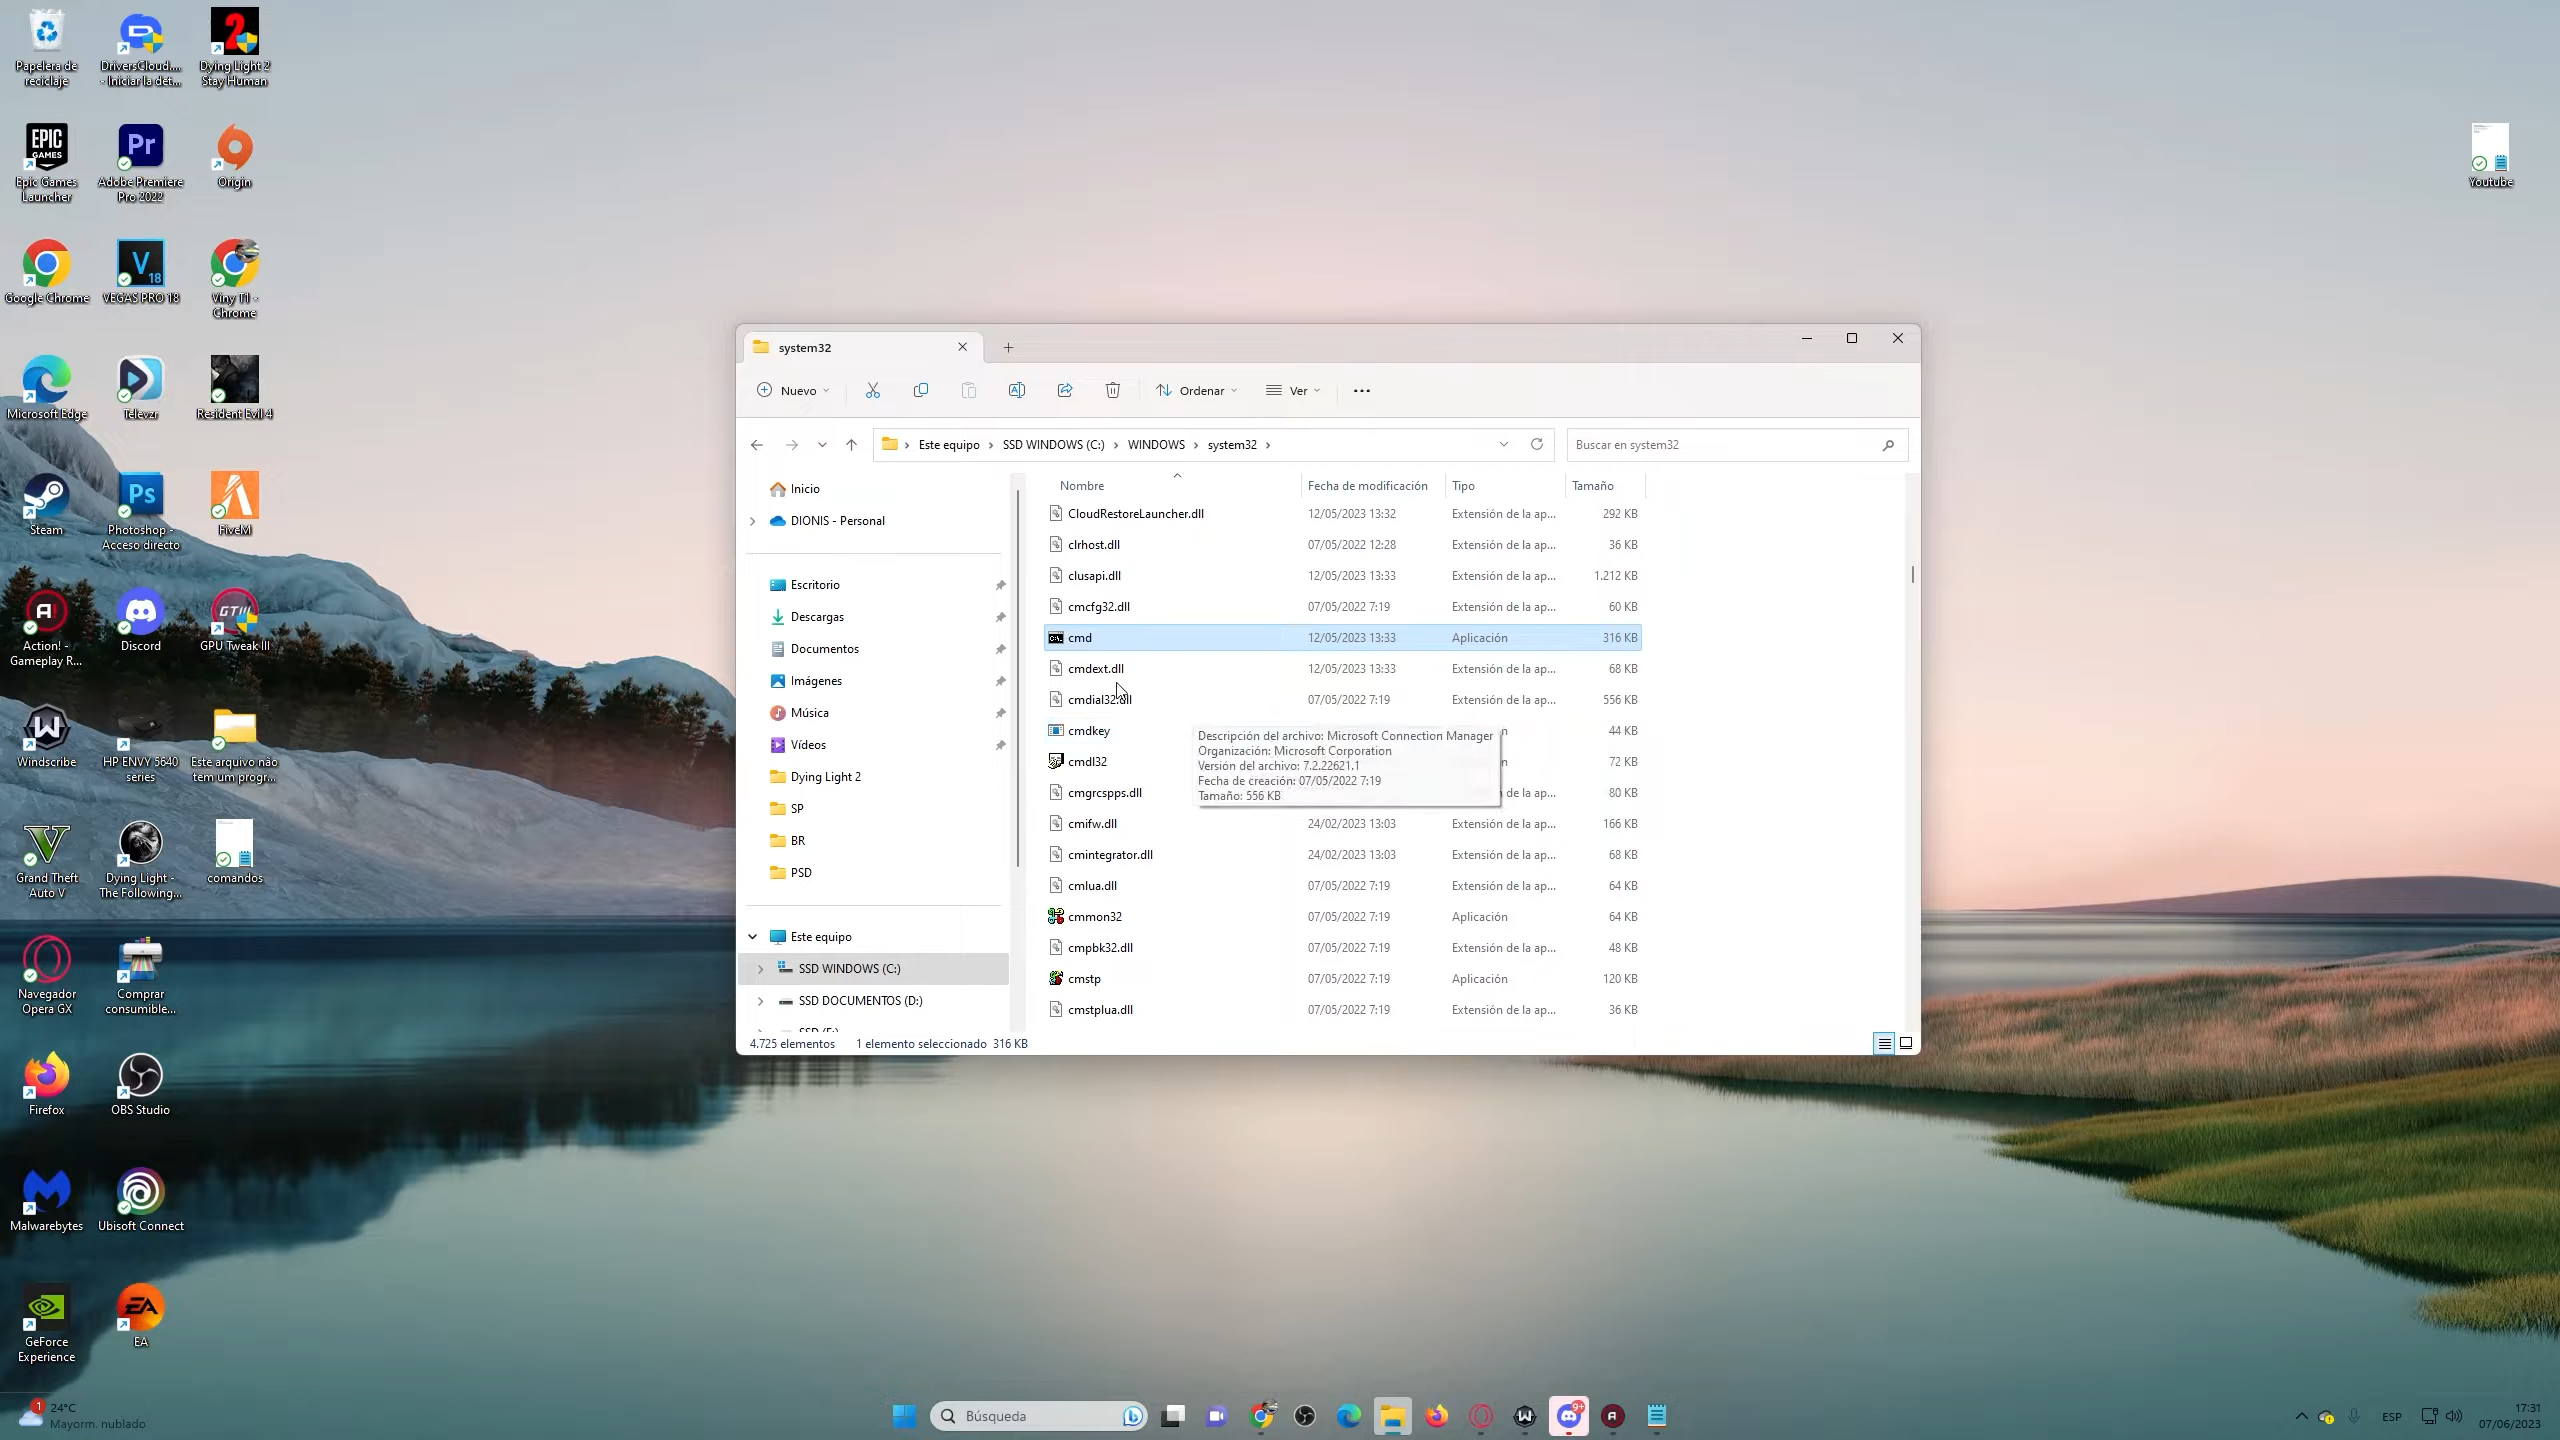 Papelera de
reciclaje
DriversCloud....
- Iniciar la det...
Dying Light 2
Stay Human
EPIC
GAMES
Epic Games
Launcher
Pr
Adobe Premiere
Pro 2022
Origin
Google Chrome
V
18
VEGAS PRO 18
Viny T1 -
Chrome
Microsoft Edge
Televzr
Resident Evil 4
Steam
Ps
Photoshop -
Acceso directo
FiveM
Action! -
Gameplay R...
Discord
GTIII
GPU Tweak III
Windscribe
HP ENVY 5640
series
Este arquivo não
tem um progr...
Grand Theft
Auto V
Dying Light -
The Following...
comandos
Navegador
Opera GX
Comprar
consumible...
Firefox
OBS Studio
Malwarebytes
Ubisoft Connect
GeForce
Experience
EA
EA
Youtube
system32
Nuevo
Ordenar
Ver
Este equipo
SSD WINDOWS (C:)
WINDOWS
system32
Buscar en system32
Inicio
DIONIS - Personal
Escritorio
Descargas
Documentos
Imágenes
Música
Vídeos
Dying Light 2
SP
BR
PSD
Este equipo
SSD WINDOWS (C:)
SSD DOCUMENTOS (D:)
Nombre Fecha de modificación Tipo Tamaño
CloudRestoreLauncher.dll 12/05/2023 13:32 Extensión de la ap... 292 KB
clrhost.dll 07/05/2022 12:28 Extensión de la ap... 36 KB
clusapi.dll 12/05/2023 13:33 Extensión de la ap... 1.212 KB
cmcfg32.dll 07/05/2022 7:19 Extensión de la ap... 60 KB
cmd 12/05/2023 13:33 Aplicación 316 KB
cmdext.dll 12/05/2023 13:33 Extensión de la ap... 68 KB
cmdial32.dll 07/05/2022 7:19 Extensión de la ap... 556 KB
cmdkey 44 KB
cmdl32 72 KB
cmgrcspps.dll de la ap... 80 KB
Descripción del archivo: Microsoft Connection Manager
Organización: Microsoft Corporation
Versión del archivo: 7.2.22621.1
Fecha de creación: 07/05/2022 7:19
Tamaño: 556 KB
cmifw.dll 24/02/2023 13:03 Extensión de la ap... 166 KB
cmintegrator.dll 24/02/2023 13:03 Extensión de la ap... 68 KB
cmlua.dll 07/05/2022 7:19 Extensión de la ap... 64 KB
cmmon32 07/05/2022 7:19 Aplicación 64 KB
cmpbk32.dll 07/05/2022 7:19 Extensión de la ap... 48 KB
cmstp 07/05/2022 7:19 Aplicación 120 KB
cmstplua.dll 07/05/2022 7:19 Extensión de la ap... 36 KB
4.725 elementos 1 elemento seleccionado 316 KB
1
24°C
Mayorm. nublado
Búsqueda
9+
ESP
17:31
07/06/2023